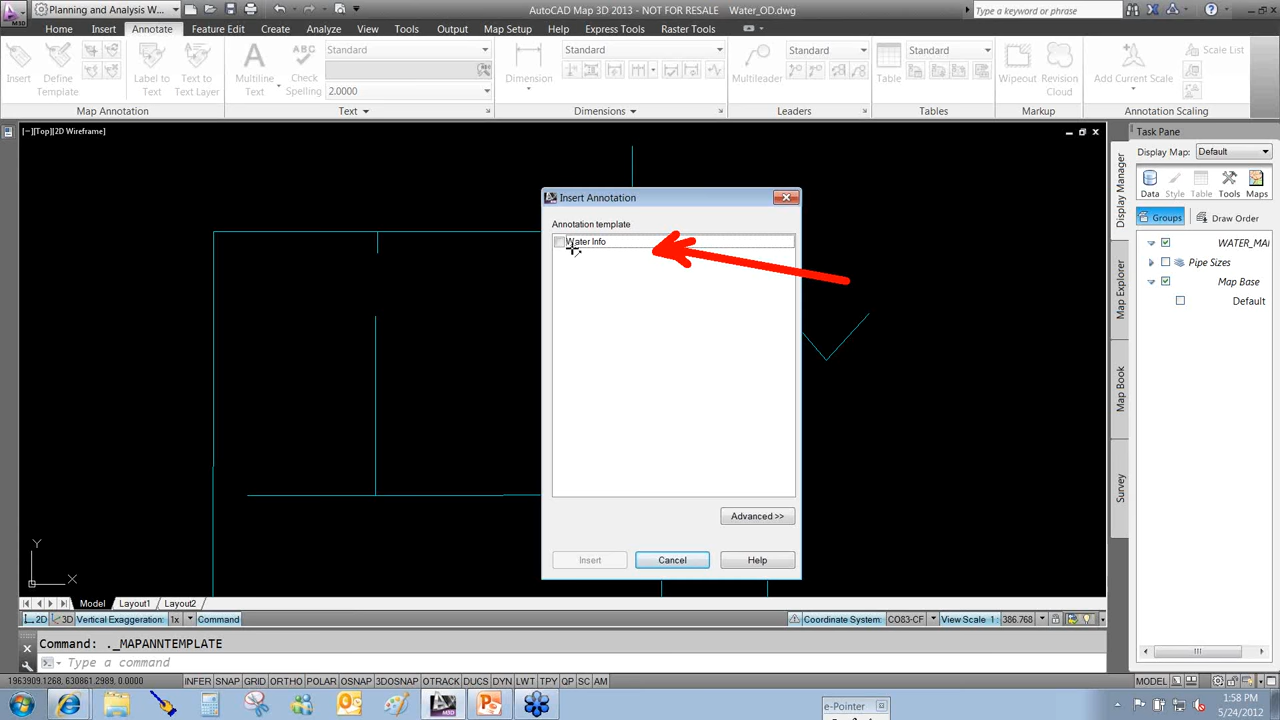 Planning and Analysis W...
AutoCAD Map 3D 2013 - NOT FOR RESALE Water_OD.dwg
Type a keyword or phrase
Home Insert Annotate Feature Edit Create Analyze View Tools Output Map Setup Help Express Tools Raster Tools
Insert
Define Template
Label to Text
Text to Text Layer
Map Annotation
Multiline Text
Check Spelling
Standard
2.0000
Text
Dimension
Standard
Dimensions
Multileader
Standard
Leaders
Table
Standard
Tables
Wipeout
Revision Cloud
Markup
Add Current Scale
Scale List
Annotation Scaling
[−][Top][2D Wireframe]
Insert Annotation
Annotation template
Water Info
Advanced >>
Insert Cancel Help
Y
X
Task Pane
Display Map: Default
Data Style Table Tools Maps
Groups Draw Order
WATER_MAI
Pipe Sizes
Map Base
Default
Display Manager
Map Explorer
Map Book
Survey
Model Layout1 Layout2
2D 3D Vertical Exaggeration: 1x Command
Coordinate System: CO83-CF View Scale 1: 386.768
Command: ._MAPANNTEMPLATE
Type a command
1963909.1268, 630861.2989, 0.0000
INFER SNAP GRID ORTHO POLAR OSNAP 3DOSNAP OTRACK DUCS DYN LWT TPY QP SC AM
MODEL
e-Pointer
1:58 PM
5/24/2012